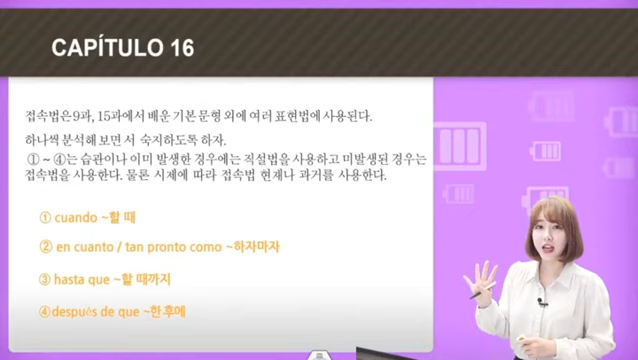 CAPÍTULO 16
접속법은 9과, 15과에서 배운 기본 문형 외에 여러 표현법에 사용된다.
하나씩 분석해 보면서 숙지하도록 하자.
① ~ ④는 습관이나 이미 발생한 경우에는 직설법을 사용하고 미발생된 경우는
접속법을 사용한다. 물론 시제에 따라 접속법 현재나 과거를 사용한다.
① cuando ~할 때
② en cuanto / tan pronto como ~하자마자
③ hasta que ~할 때까지
④ después de que ~한 후에